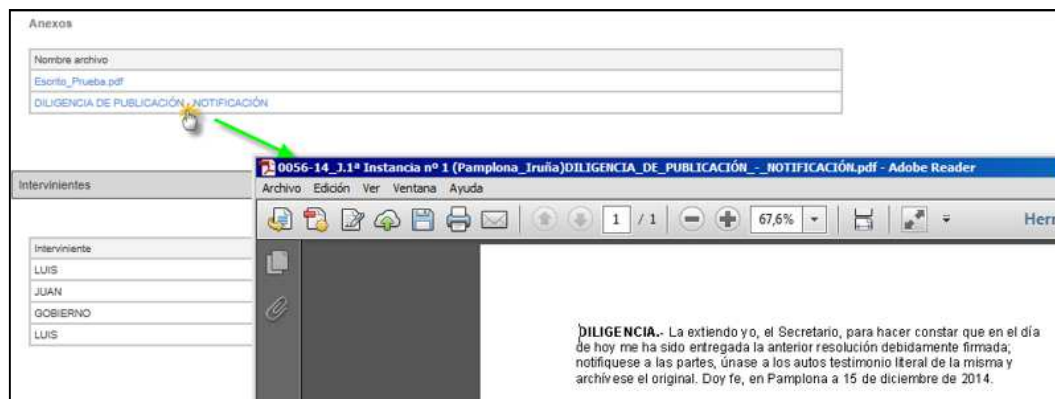 Anexos
Nombre archivo
Escrito_Prueba.pdf
DILIGENCIA DE PUBLICACIÓN - NOTIFICACIÓN
Intervinientes
Interviniente
LUIS
JUAN
GOBIERNO
LUIS
0056-14_J.1ª Instancia nº 1 (Pamplona_Iruña)DILIGENCIA_DE_PUBLICACIÓN_-_NOTIFICACIÓN.pdf - Adobe Reader
Archivo Edición Ver Ventana Ayuda
1 / 1 67,6% Herr
DILIGENCIA.- La extiendo yo, el Secretario, para hacer constar que en el día
de hoy me ha sido entregada la anterior resolución debidamente firmada;
notifiquese a las partes, únase a los autos testimonio literal de la misma y
archívese el original. Doy fe, en Pamplona a 15 de diciembre de 2014.